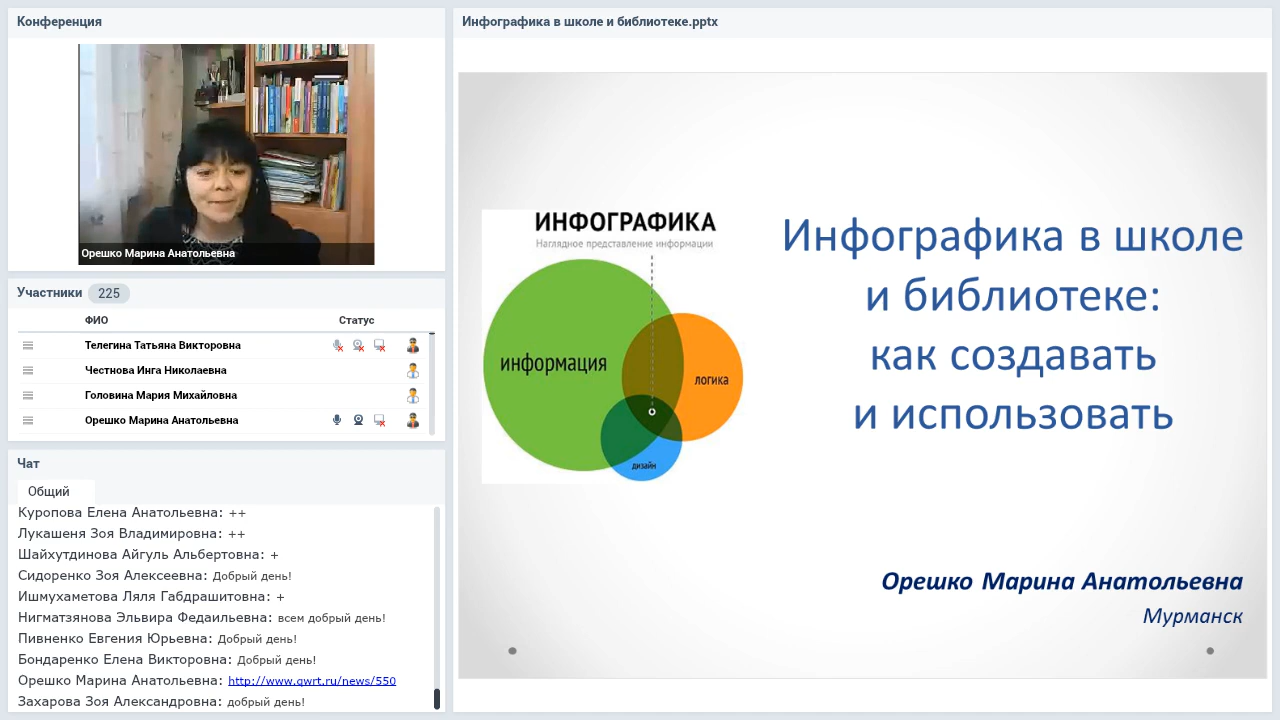 Конференция
Орешко Марина Анатольевна
Участники 225
ФИО Статус
Телегина Татьяна Викторовна
Честнова Инга Николаевна
Головина Мария Михайловна
Орешко Марина Анатольевна
Чат
Общий
Куропова Елена Анатольевна: ++
Лукашеня Зоя Владимировна: ++
Шайхутдинова Айгуль Альбертовна: +
Сидоренко Зоя Алексеевна: Добрый день!
Ишмухаметова Ляля Габдрашитовна: +
Нигматзянова Эльвира Федаильевна: всем добрый день!
Пивненко Евгения Юрьевна: Добрый день!
Бондаренко Елена Викторовна: Добрый день!
Орешко Марина Анатольевна: http://www.qwrt.ru/news/550
Захарова Зоя Александровна: добрый день!
Инфографика в школе и библиотеке.pptx
ИНФОГРАФИКА
Наглядное представление информации
информация
логика
дизайн
Инфографика в школе
и библиотеке:
как создавать
и использовать
Орешко Марина Анатольевна
Мурманск